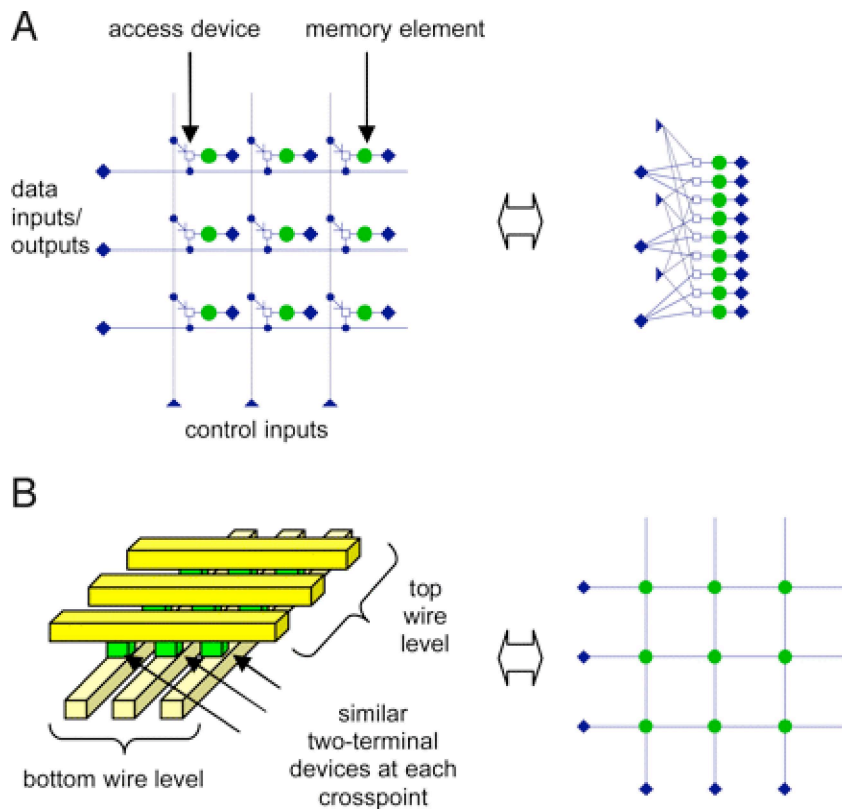 A
access device
memory element
data
inputs/
outputs
control inputs
B
top
wire
level
similar
two-terminal
devices at each
crosspoint
bottom wire level